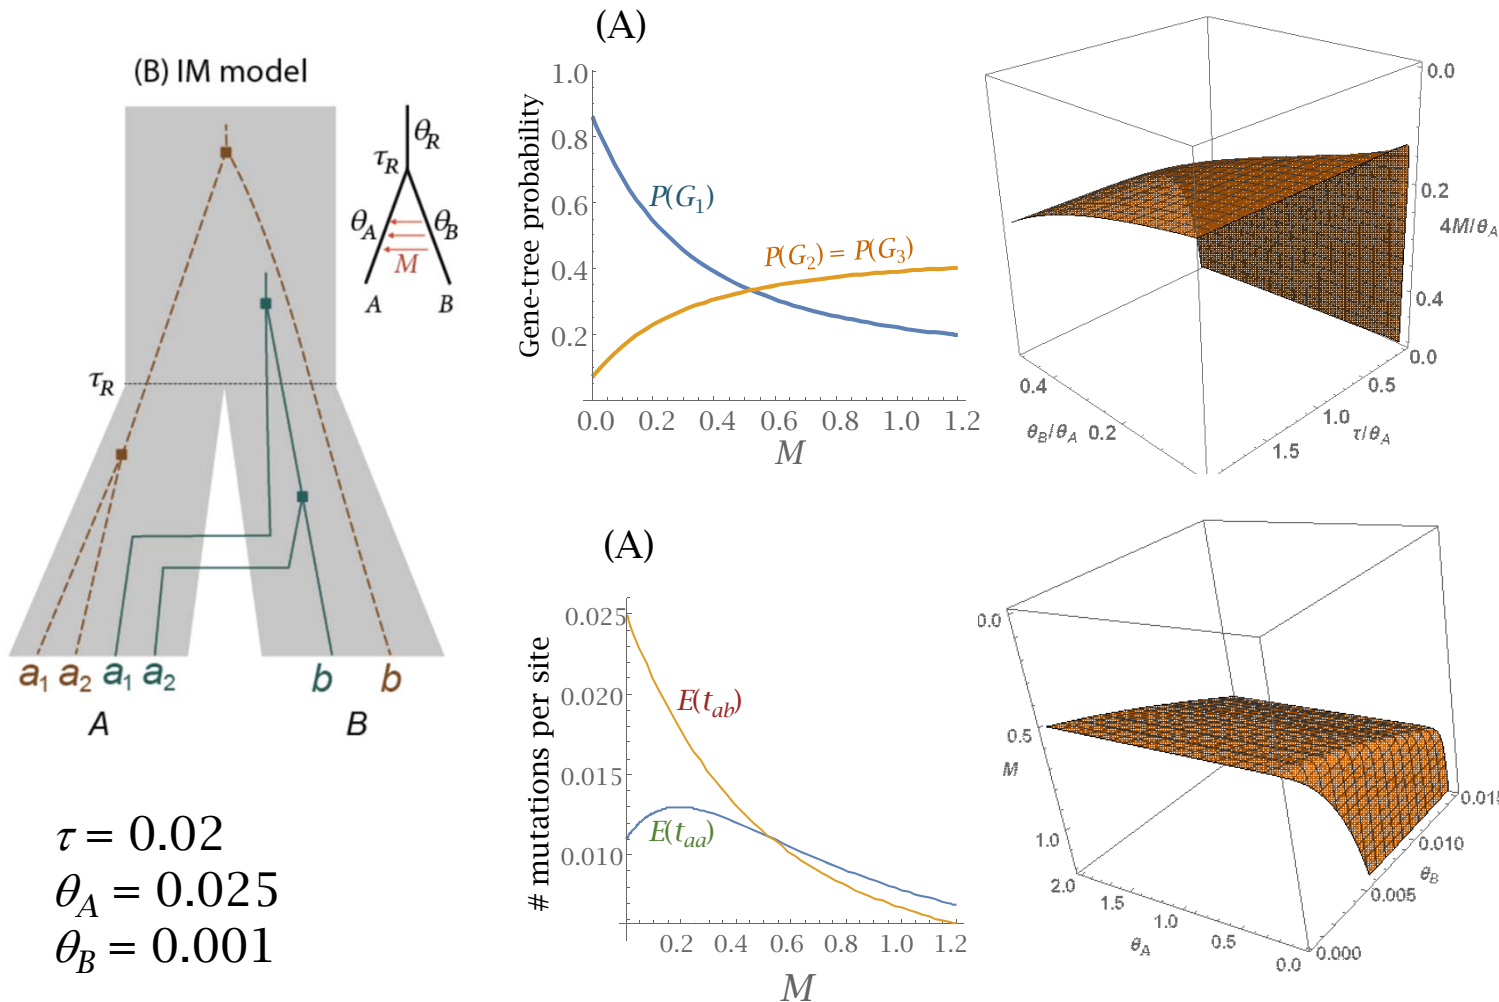 (B) IM model
θR
τR
θA
θB
M
A
B
τR
a1 a2 a1 a2 b b
A B
τ = 0.02
θA = 0.025
θB = 0.001
(A)
Gene-tree probability
1.0
0.8
0.6
0.4
0.2
P(G1)
P(G2) = P(G3)
0.0 0.2 0.4 0.6 0.8 1.0 1.2
M
0.0
0.2
4M/θA
0.4
0.0
0.5
1.0
1.5
τ/θA
0.4
0.2
θB/θA
(A)
# mutations per site
0.025
0.020
0.015
0.010
E(tab)
E(taa)
0.2 0.4 0.6 0.8 1.0 1.2
M
0.0
0.5
M
1.0
2.0
1.5
1.0
0.5
0.0
θA
0.015
0.010
θB
0.005
0.000